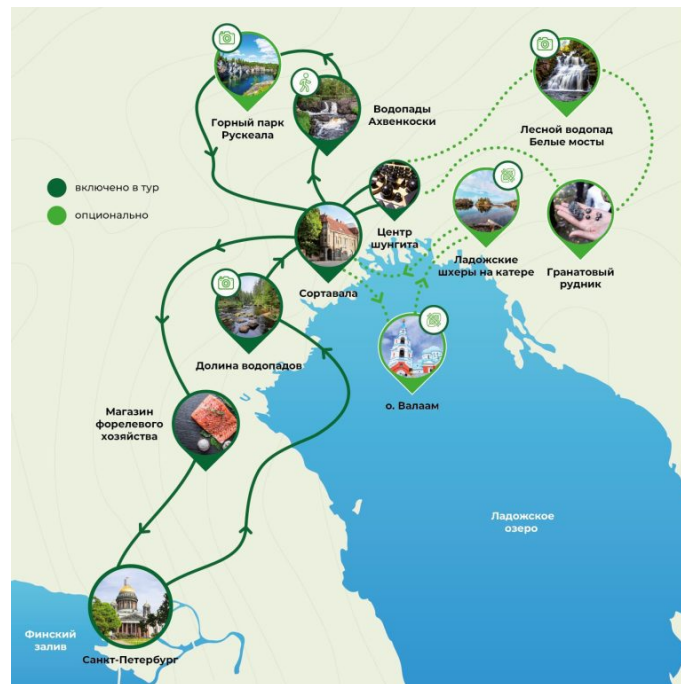 Горный парк
Рускеала
Водопады
Ахвенкоски
Лесной водопад
Белые мосты
включено в тур
опционально
Центр
шунгита
Ладожские
шхеры на катере
Гранатовый
рудник
Сортавала
Долина водопадов
о. Валаам
Магазин
форелевого
хозяйства
Ладожское
озеро
Финский
залив
Санкт-Петербург